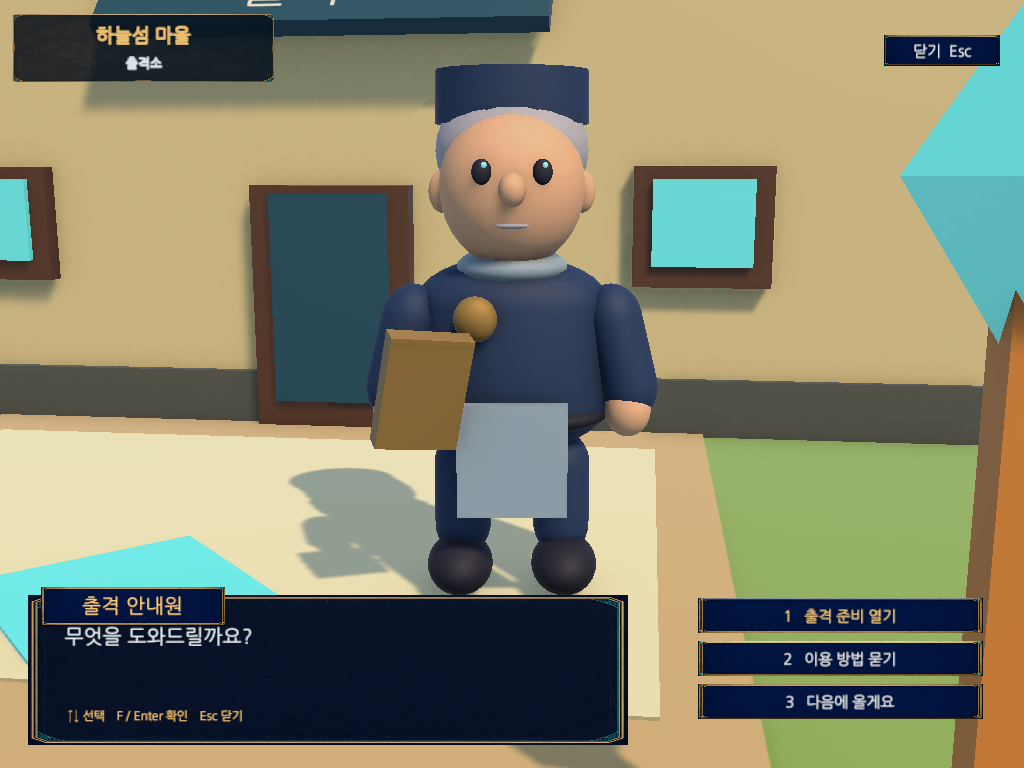 하늘섬 마을
출격소
닫기 Esc
출격 안내원
무엇을 도와드릴까요?
↑↓ 선택 F / Enter 확인 Esc 닫기
1 출격 준비 열기
2 이용 방법 묻기
3 다음에 올게요